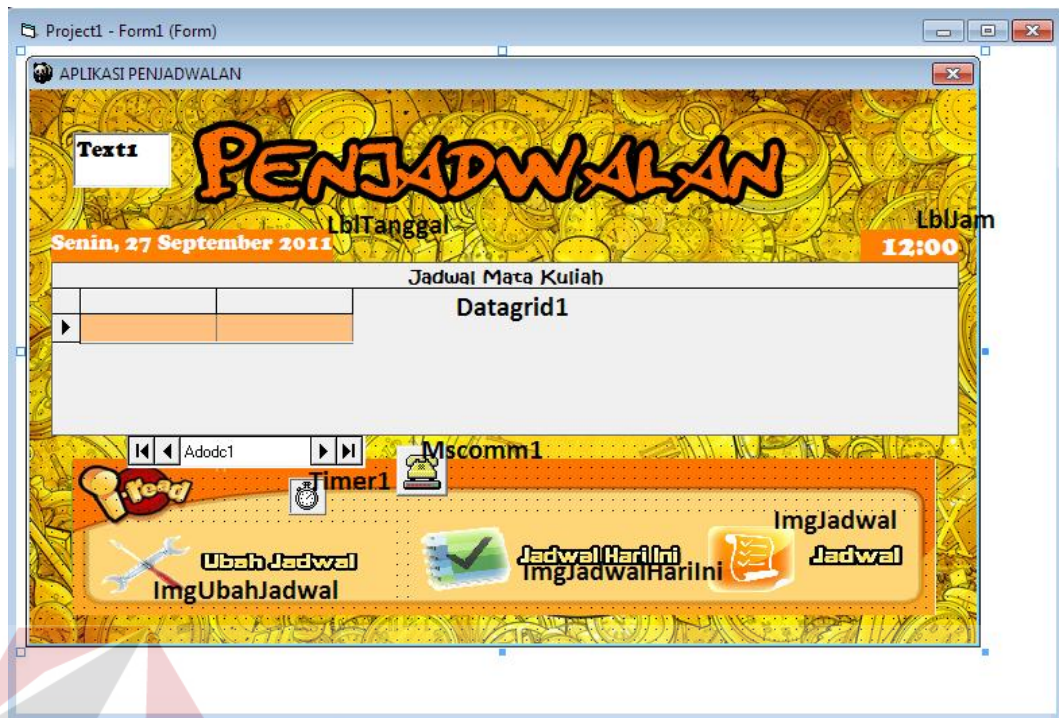 Project1 - Form1 (Form)
APLIKASI PENJADWALAN
Text1
PENJADWALAN
LblTanggal
LblJam
Senin, 27 September 2011
12:00
Jadwal Mata Kuliah
Datagrid1
Adodc1
Mscomm1
Timer1
i-read
ImgJadwal
Ubah Jadwal
Jadwal Hari Ini
Jadwal
ImgJadwalHariIni
ImgUbahJadwal